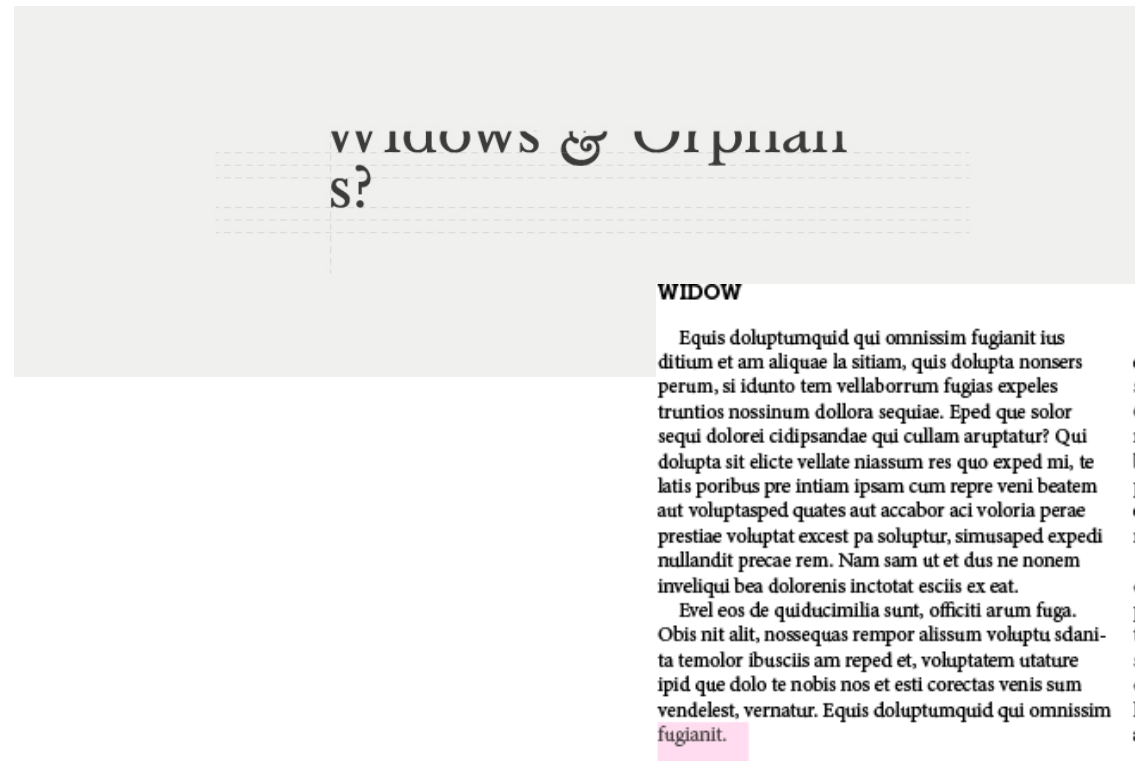 Widows & Orphan
s?
WIDOW
Equis doluptumquid qui omnissim fugianit ius
ditium et am aliquae la sitiam, quis dolupta nonsers
perum, si idunto tem vellaborrum fugias expeles
truntios nossinum dollora sequiae. Eped que solor
sequi dolorei cidipsandae qui cullam aruptatur? Qui
dolupta sit elicte vellate niassum res quo exped mi, te
latis poribus pre intiam ipsam cum repre veni beatem
aut voluptasped quates aut accabor aci voloria perae
prestiae voluptat excest pa soluptur, simusaped expedi
nullandit precae rem. Nam sam ut et dus ne nonem
inveliqui bea dolorenis inctotat esciis ex eat.
Evel eos de quiducimilia sunt, officiti arum fuga.
Obis nit alit, nossequas rempor alissum voluptu sdani-
ta temolor ibusciis am reped et, voluptatem utature
ipid que dolo te nobis nos et esti corectas venis sum
vendelest, vernatur. Equis doluptumquid qui omnissim
fugianit.